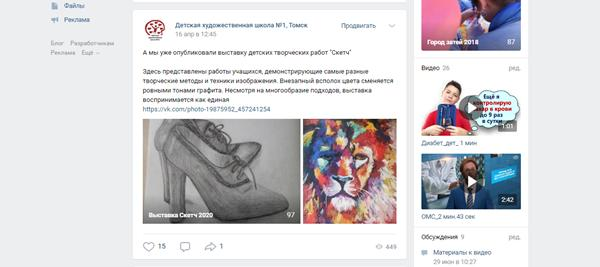 Файлы
Реклама
Блог Разработчикам
Реклама Ещё
Детская художественная школа №1, Томск
16 апр в 12:45
Продвигать
А мы уже опубликовали выставку детских творческих работ "Скетч"
Здесь представлены работы учащихся, демонстрирующие самые разные
творческие методы и техники изображения. Внезапный всполох цвета сменяется
ровными тонами графита. Несмотря на многообразие подходов, выставка
воспринимается как единая
https://vk.com/photo-19875952_457241254
Выставка Скетч 2020
97
15
1
449
Город затей 2018
87
Видео 26
ред.
Ещё я
контролирую
сахар в крови
до 9 раз
в сутки
1:01
Диабет_дет_ 1 мин
2:42
ОМС_2 мин.43 сек
Обсуждения 9
ред.
Материалы к видео
29 июн в 10:27